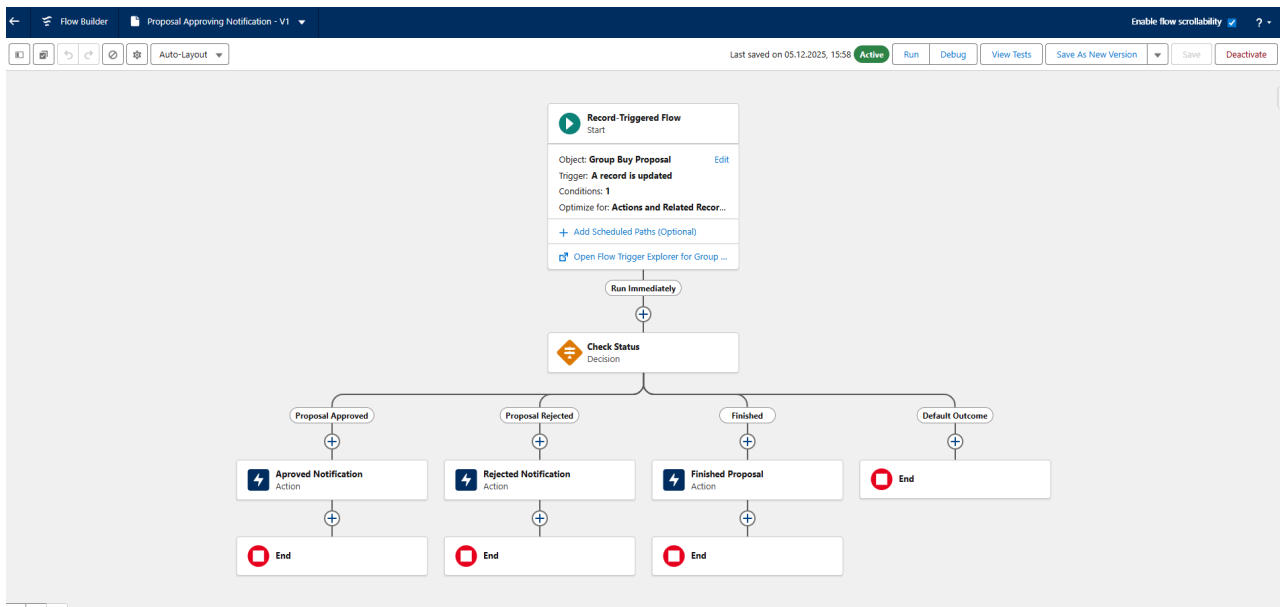 Flow Builder
Proposal Approving Notification - V1
Enable flow scrollability
?
Auto-Layout
Last saved on 05.12.2025, 15:58
Active
Run
Debug
View Tests
Save As New Version
Save
Deactivate
Record-Triggered Flow
Start
Object: Group Buy Proposal
Edit
Trigger: A record is updated
Conditions: 1
Optimize for: Actions and Related Recor...
+ Add Scheduled Paths (Optional)
Open Flow Trigger Explorer for Group ...
Run Immediately
Check Status
Decision
Proposal Approved
Proposal Rejected
Finished
Default Outcome
Aproved Notification
Action
Rejected Notification
Action
Finished Proposal
Action
End
End
End
End